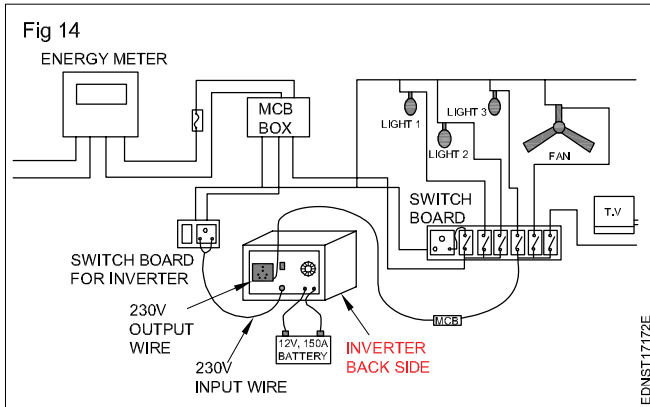 Fig 14
ENERGY METER
MCB
BOX
LIGHT 1
LIGHT 2
LIGHT 3
FAN
SWITCH
BOARD
T.V
SWITCH BOARD
FOR INVERTER
230V
OUTPUT
WIRE
230V
INPUT WIRE
12V, 150A
BATTERY
INVERTER
BACK SIDE
MCB
EDNST17172E